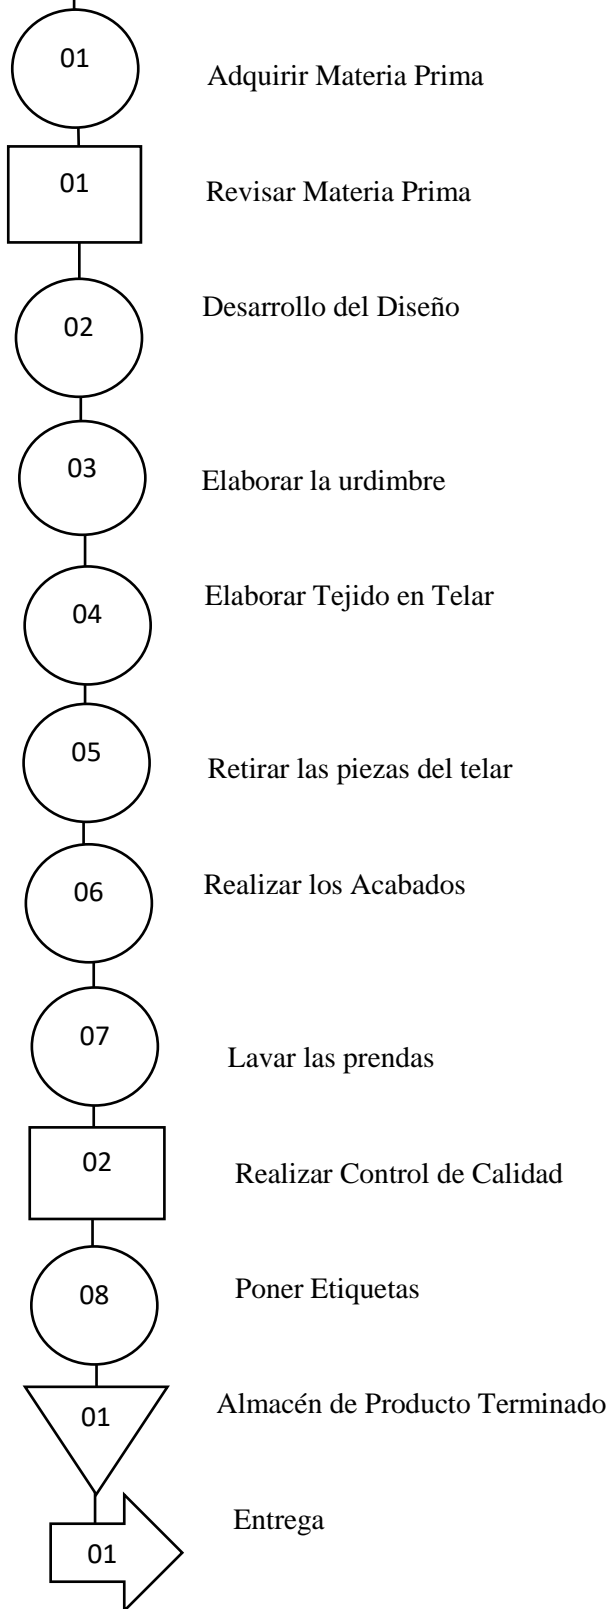 01 Adquirir Materia Prima
01 Revisar Materia Prima
02 Desarrollo del Diseño
03 Elaborar la urdimbre
04 Elaborar Tejido en Telar
05 Retirar las piezas del telar
06 Realizar los Acabados
07 Lavar las prendas
02 Realizar Control de Calidad
08 Poner Etiquetas
01 Almacén de Producto Terminado
01 Entrega